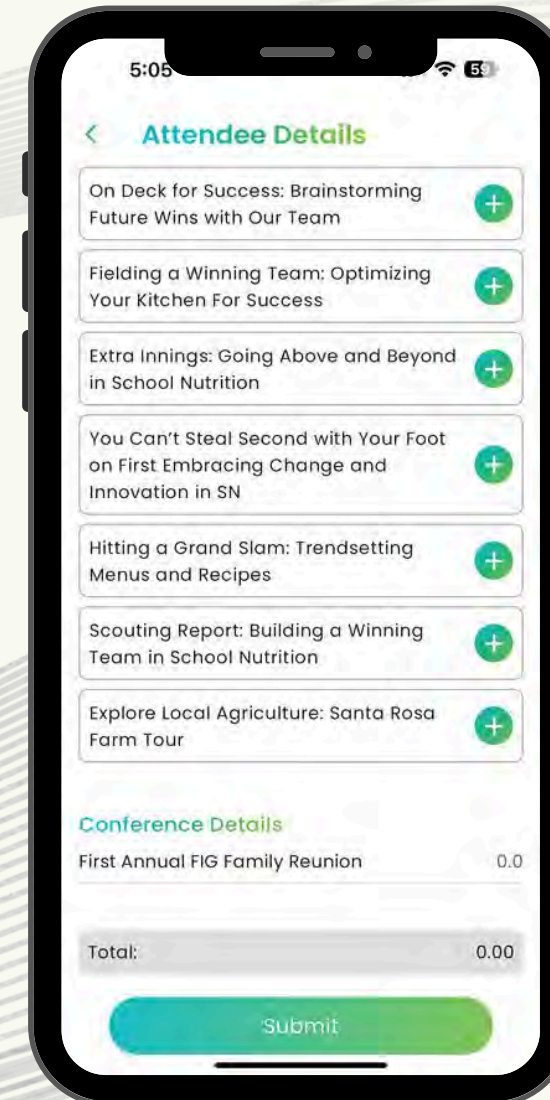 5:05
59
Attendee Details
On Deck for Success: Brainstorming
Future Wins with Our Team
Fielding a Winning Team: Optimizing
Your Kitchen For Success
Extra Innings: Going Above and Beyond
in School Nutrition
You Can't Steal Second with Your Foot
on First Embracing Change and
Innovation in SN
Hitting a Grand Slam: Trendsetting
Menus and Recipes
Scouting Report: Building a Winning
Team in School Nutrition
Explore Local Agriculture: Santa Rosa
Farm Tour
Conference Details
First Annual FIG Family Reunion 0.0
Total: 0.00
Submit